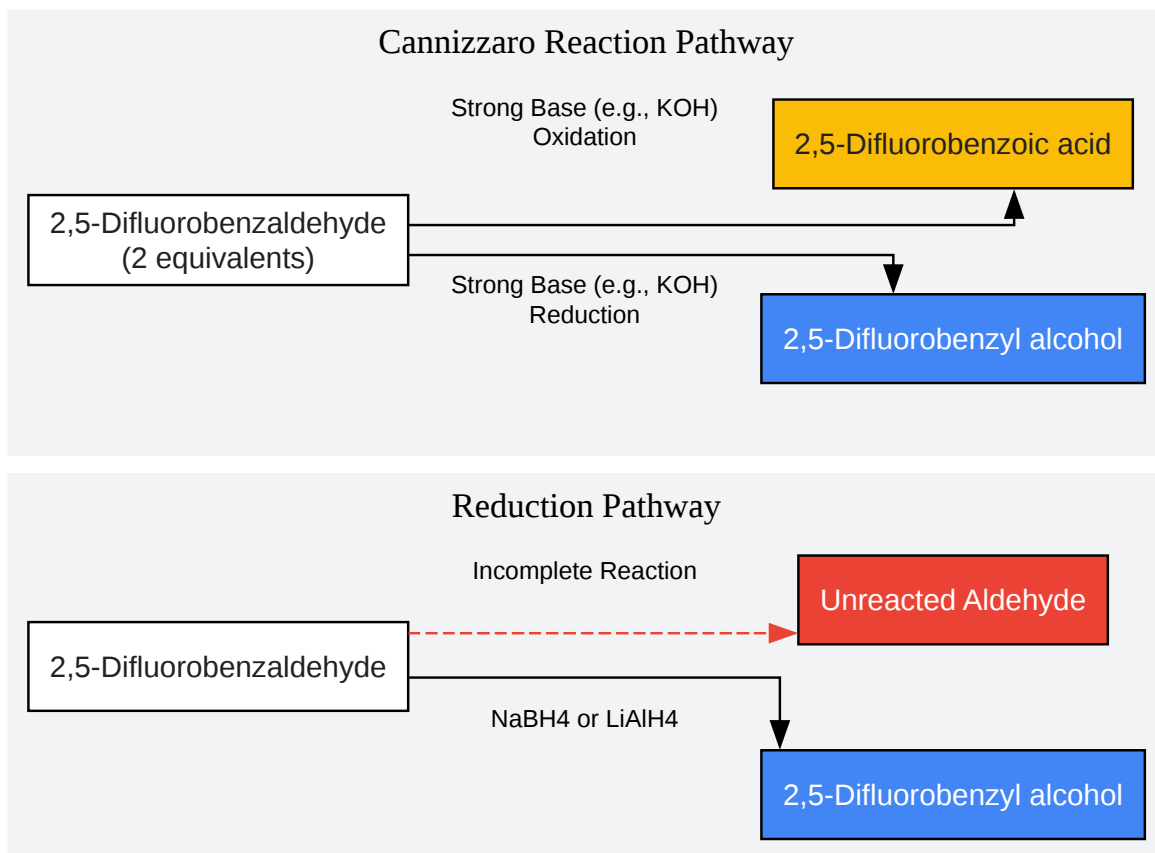 Cannizzaro Reaction Pathway
Strong Base (e.g., KOH)
Oxidation
2,5-Difluorobenzoic acid
2,5-Difluorobenzaldehyde
(2 equivalents)
Strong Base (e.g., KOH)
Reduction
2,5-Difluorobenzyl alcohol
Reduction Pathway
Incomplete Reaction
Unreacted Aldehyde
2,5-Difluorobenzaldehyde
NaBH4 or LiAlH4
2,5-Difluorobenzyl alcohol